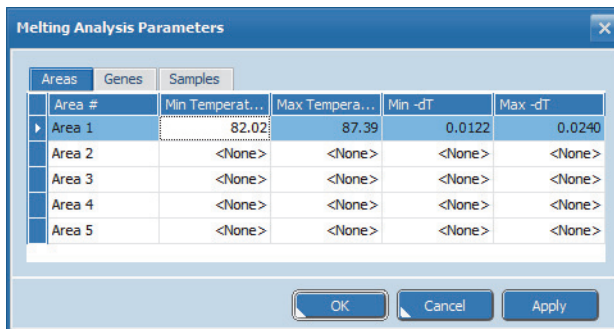 Melting Analysis Parameters
Areas Genes Samples
Area # Min Temperat... Max Tempera... Min -dT Max -dT
Area 1 82.02 87.39 0.0122 0.0240
Area 2 <None> <None> <None> <None>
Area 3 <None> <None> <None> <None>
Area 4 <None> <None> <None> <None>
Area 5 <None> <None> <None> <None>
OK Cancel Apply